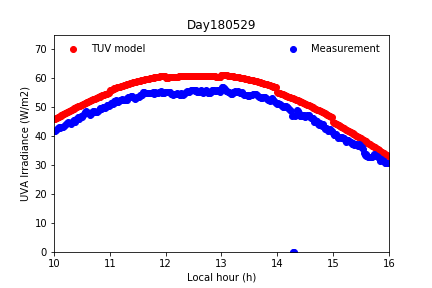 Day180529
TUV model
Measurement
UVA Irradiance (W/m2)
70
60
50
40
30
20
10
0
10 11 12 13 14 15 16
Local hour (h)